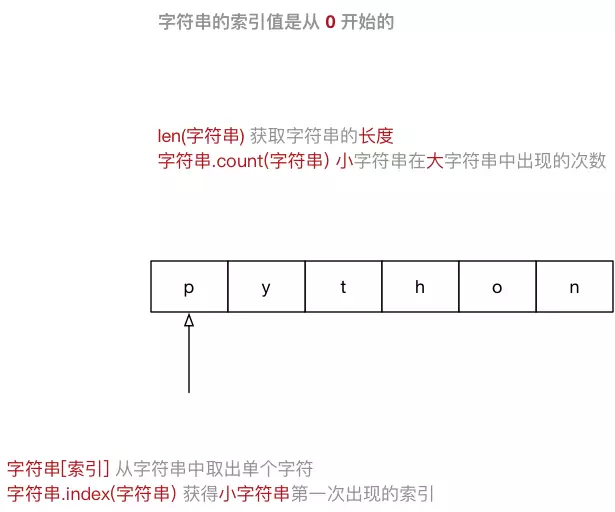 字符串的索引值是从 0 开始的
len(字符串) 获取字符串的长度
字符串.count(字符串) 小字符串在大字符串中出现的次数
p y t h o n
字符串[索引] 从字符串中取出单个字符
字符串.index(字符串) 获得小字符串第一次出现的索引